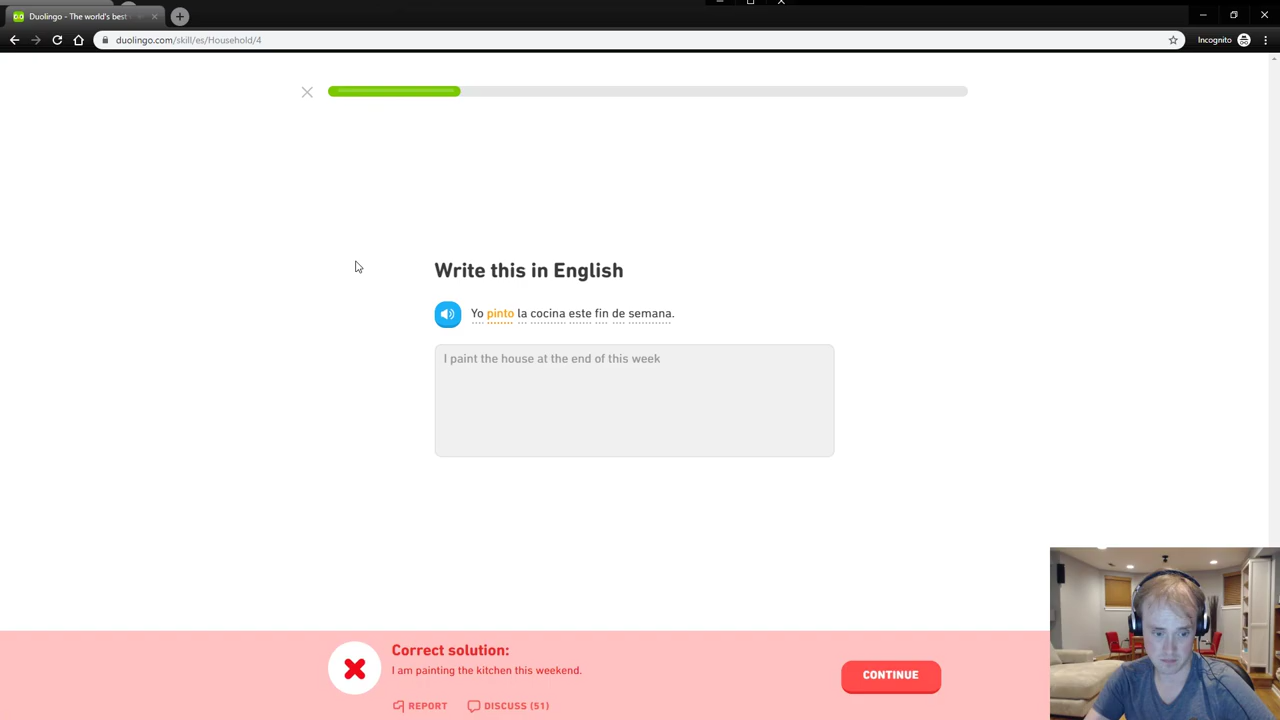 Duolingo - The world's best
duolingo.com/skill/es/Household/4
Incognito
Write this in English
Yo pinto la cocina este fin de semana.
I paint the house at the end of this week
Correct solution:
I am painting the kitchen this weekend.
CONTINUE
REPORT
DISCUSS (51)